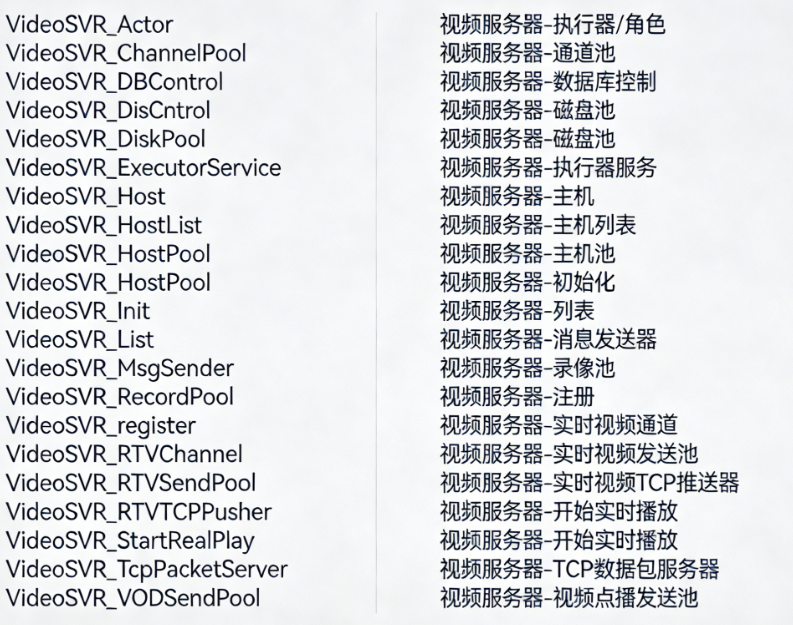 VideoSVR_Actor 视频服务器-执行器/角色
VideoSVR_ChannelPool 视频服务器-通道池
VideoSVR_DBControl 视频服务器-数据库控制
VideoSVR_DisCntrol 视频服务器-磁盘池
VideoSVR_DiskPool 视频服务器-磁盘池
VideoSVR_ExecutorService 视频服务器-执行器服务
VideoSVR_Host 视频服务器-主机
VideoSVR_HostList 视频服务器-主机列表
VideoSVR_HostPool 视频服务器-主机池
VideoSVR_HostPool 视频服务器-初始化
VideoSVR_Init 视频服务器-列表
VideoSVR_List 视频服务器-消息发送器
VideoSVR_MsgSender 视频服务器-录像池
VideoSVR_RecordPool 视频服务器-注册
VideoSVR_register 视频服务器-实时视频通道
VideoSVR_RTVChannel 视频服务器-实时视频发送池
VideoSVR_RTVSendPool 视频服务器-实时视频TCP推送器
VideoSVR_RTVTCPPusher 视频服务器-开始实时播放
VideoSVR_StartRealPlay 视频服务器-开始实时播放
VideoSVR_TcpPacketServer 视频服务器-TCP数据包服务器
VideoSVR_VODSendPool 视频服务器-视频点播发送池